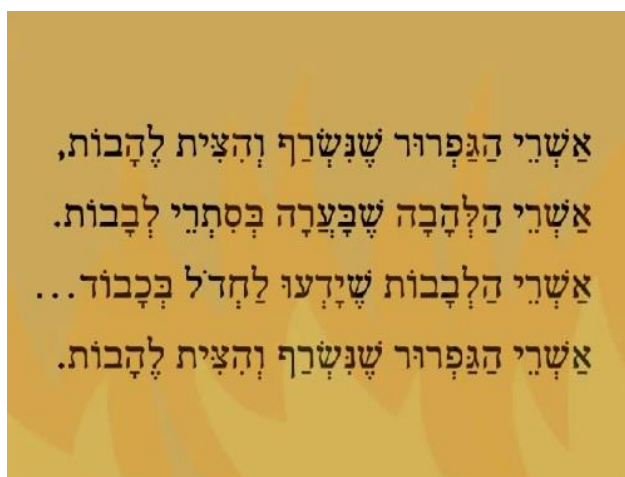 אַשְׁרֵי הַגַּפְרוּר שֶׁנִּשְׂרַף וְהִצִּית לֶהָבוֹת,
אַשְׁרֵי הַלְּהָבָה שֶׁבָּעֲרָה בְּסִתְרֵי לְבָבוֹת.
אַשְׁרֵי הַלְבָבוֹת שֶׁיָדְעוּ לַחְדֹל בְּכָבוֹד...
אַשְׁרֵי הַגַּפְרוּר שֶׁנִּשְׂרַף וְהִצִּית לֶהָבוֹת.